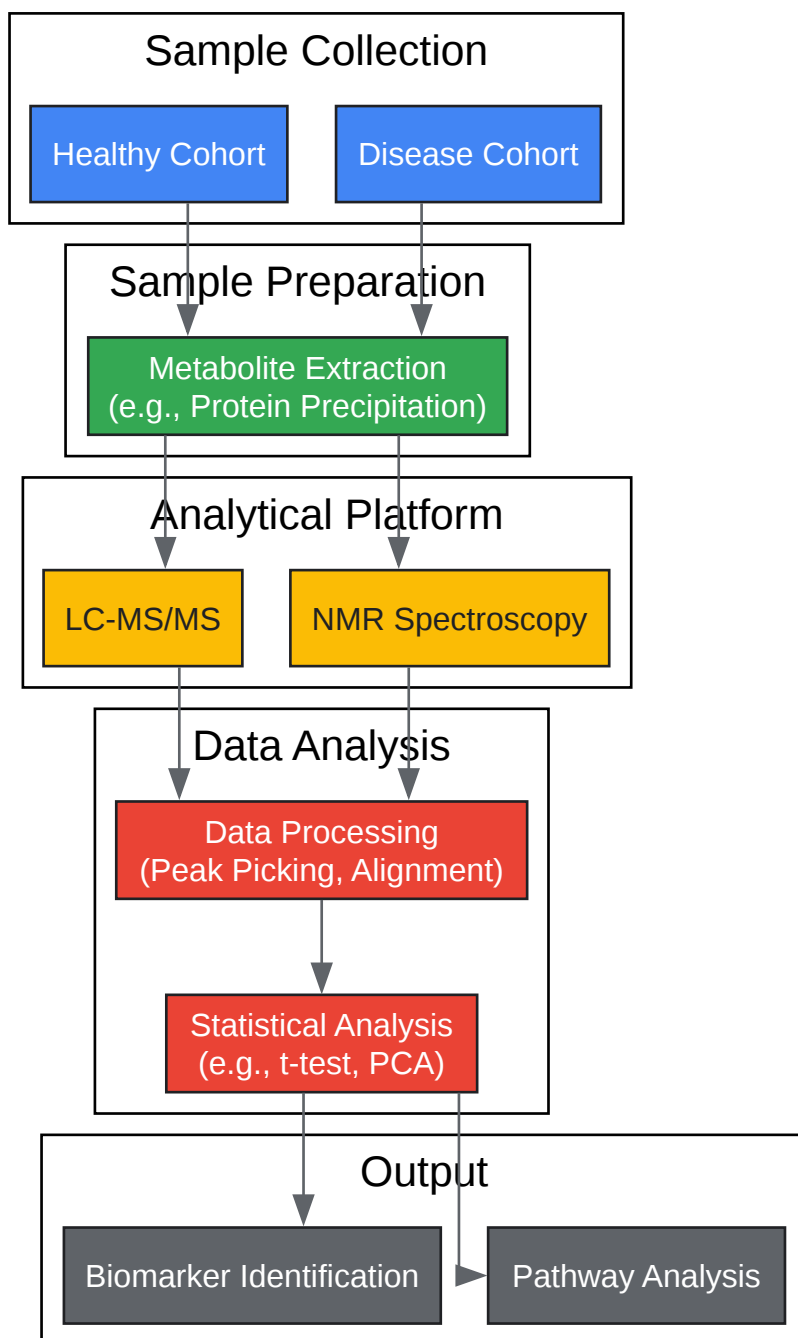 Sample Collection
Healthy Cohort
Disease Cohort
Sample Preparation
Metabolite Extraction
(e.g., Protein Precipitation)
Analytical Platform
LC-MS/MS
NMR Spectroscopy
Data Analysis
Data Processing
(Peak Picking, Alignment)
Statistical Analysis
(e.g., t-test, PCA)
Output
Biomarker Identification
Pathway Analysis